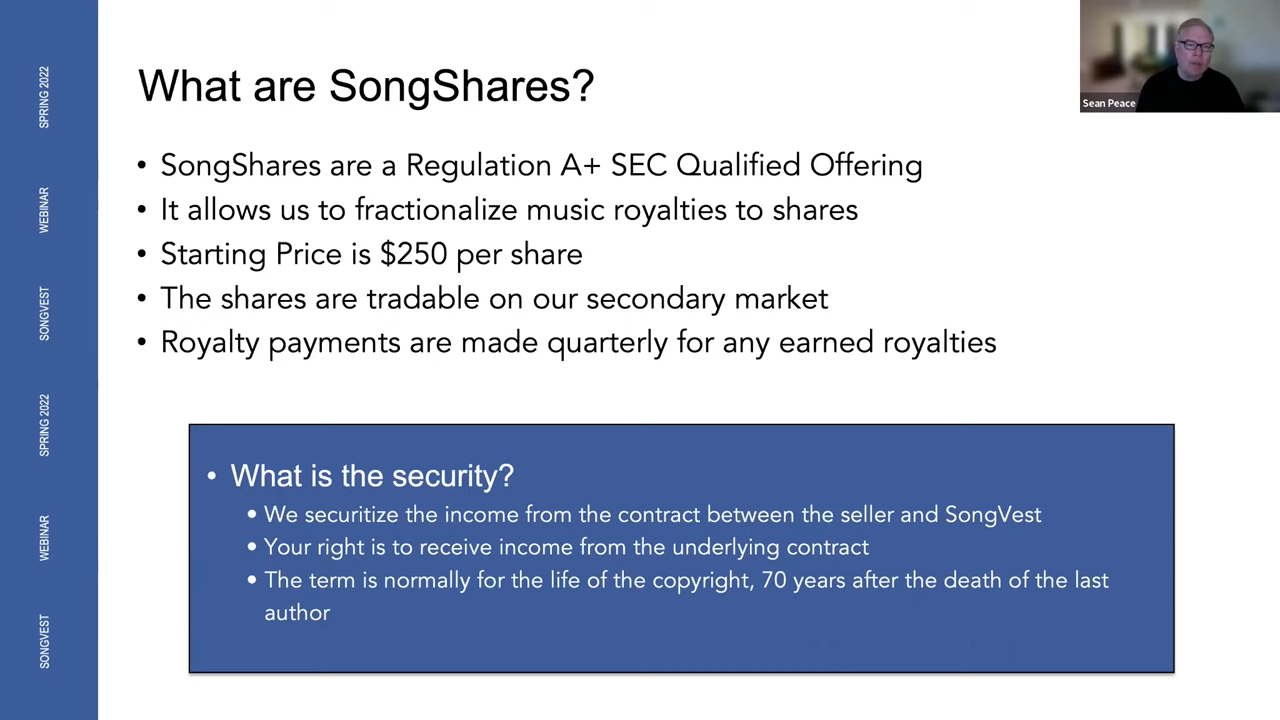 What are SongShares?
• SongShares are a Regulation A+ SEC Qualified Offering
• It allows us to fractionalize music royalties to shares
• Starting Price is $250 per share
• The shares are tradable on our secondary market
• Royalty payments are made quarterly for any earned royalties
• What is the security?
• We securitize the income from the contract between the seller and SongVest
• Your right is to receive income from the underlying contract
• The term is normally for the life of the copyright, 70 years after the death of the last
author
Sean Peace
SPRING 2022
WEBINAR
SONGVEST
SPRING 2022
WEBINAR
SONGVEST